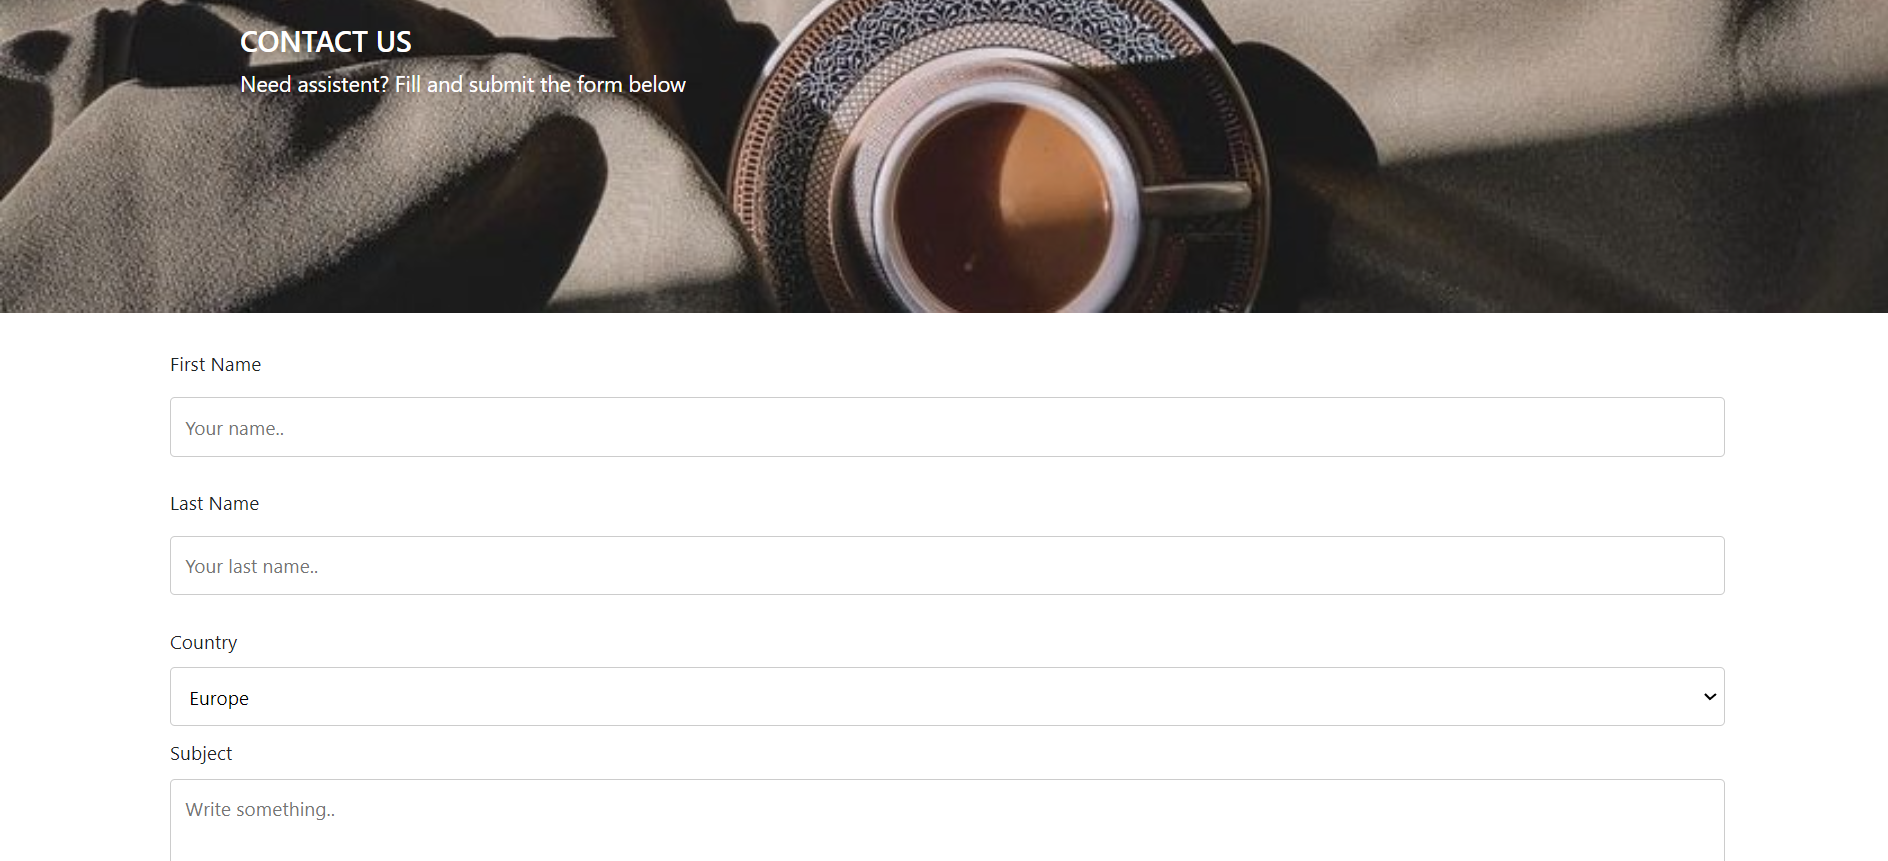 CONTACT US
Need assistent? Fill and submit the form below
First Name
Your name..
Last Name
Your last name..
Country
Europe
Subject
Write something..